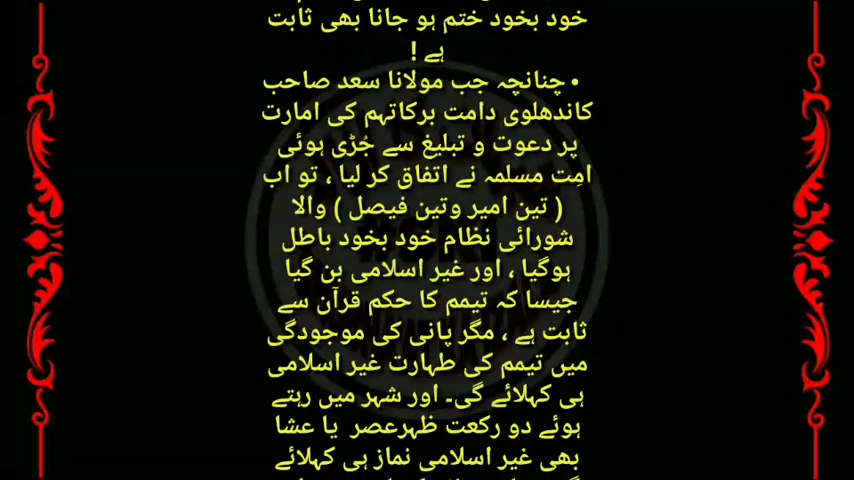 خود بخود ختم ہو جانا بھی ثابت
ہے !
• چنانچہ جب مولانا سعد صاحب
کاندھلوی دامت برکاتہم کی امارت
پر دعوت و تبلیغ سے جُڑی ہوئی
امِت مسلمہ نے اتفاق کر لیا ، تو اب
( تین امیر وتین فیصل ) والا
شورائی نظام خود بخود باطل
ہوگیا ، اور غیر اسلامی بن گیا
جیسا کہ تیمم کا حکم قرآن سے
ثابت ہے ، مگر پانی کی موجودگی
میں تیمم کی طہارت غیر اسلامی
ہی کہلائے گی۔ اور شہر میں رہتے
ہوئے دو رکعت ظہرعصر یا عشا
بھی غیر اسلامی نماز ہی کہلائے